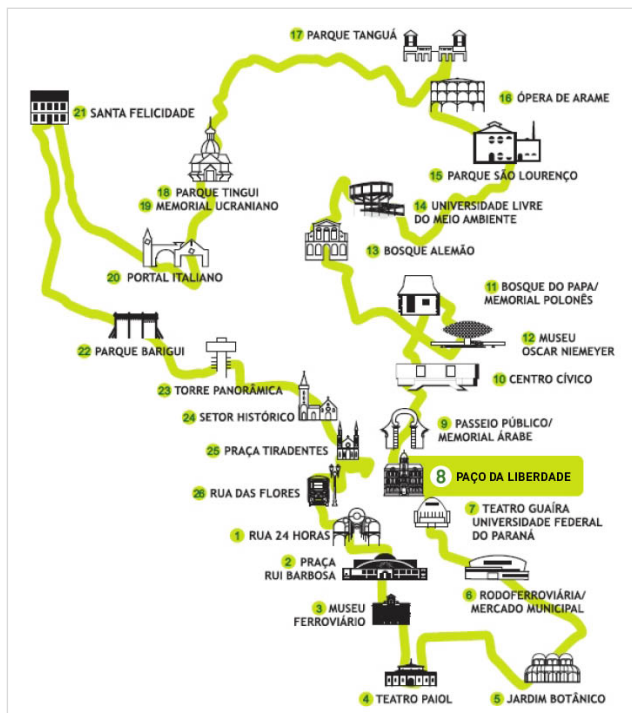 17 PARQUE TANGUÁ
16 ÓPERA DE ARAME
21 SANTA FELICIDADE
15 PARQUE SÃO LOURENÇO
18 PARQUE TINGUI
19 MEMORIAL UCRANIANO
14 UNIVERSIDADE LIVRE
DO MEIO AMBIENTE
13 BOSQUE ALEMÃO
20 PORTAL ITALIANO
11 BOSQUE DO PAPA/
MEMORIAL POLONÊS
12 MUSEU
OSCAR NIEMEYER
22 PARQUE BARIGUI
10 CENTRO CÍVICO
23 TORRE PANORÂMICA
24 SETOR HISTÓRICO
9 PASSEIO PÚBLICO/
MEMORIAL ÁRABE
25 PRAÇA TIRADENTES
8 PAÇO DA LIBERDADE
26 RUA DAS FLORES
7 TEATRO GUAÍRA
UNIVERSIDADE FEDERAL
DO PARANÁ
1 RUA 24 HORAS
2 PRAÇA
RUI BARBOSA
6 RODOFERROVIÁRIA/
MERCADO MUNICIPAL
3 MUSEU
FERROVIÁRIO
4 TEATRO PAIOL
5 JARDIM BOTÂNICO